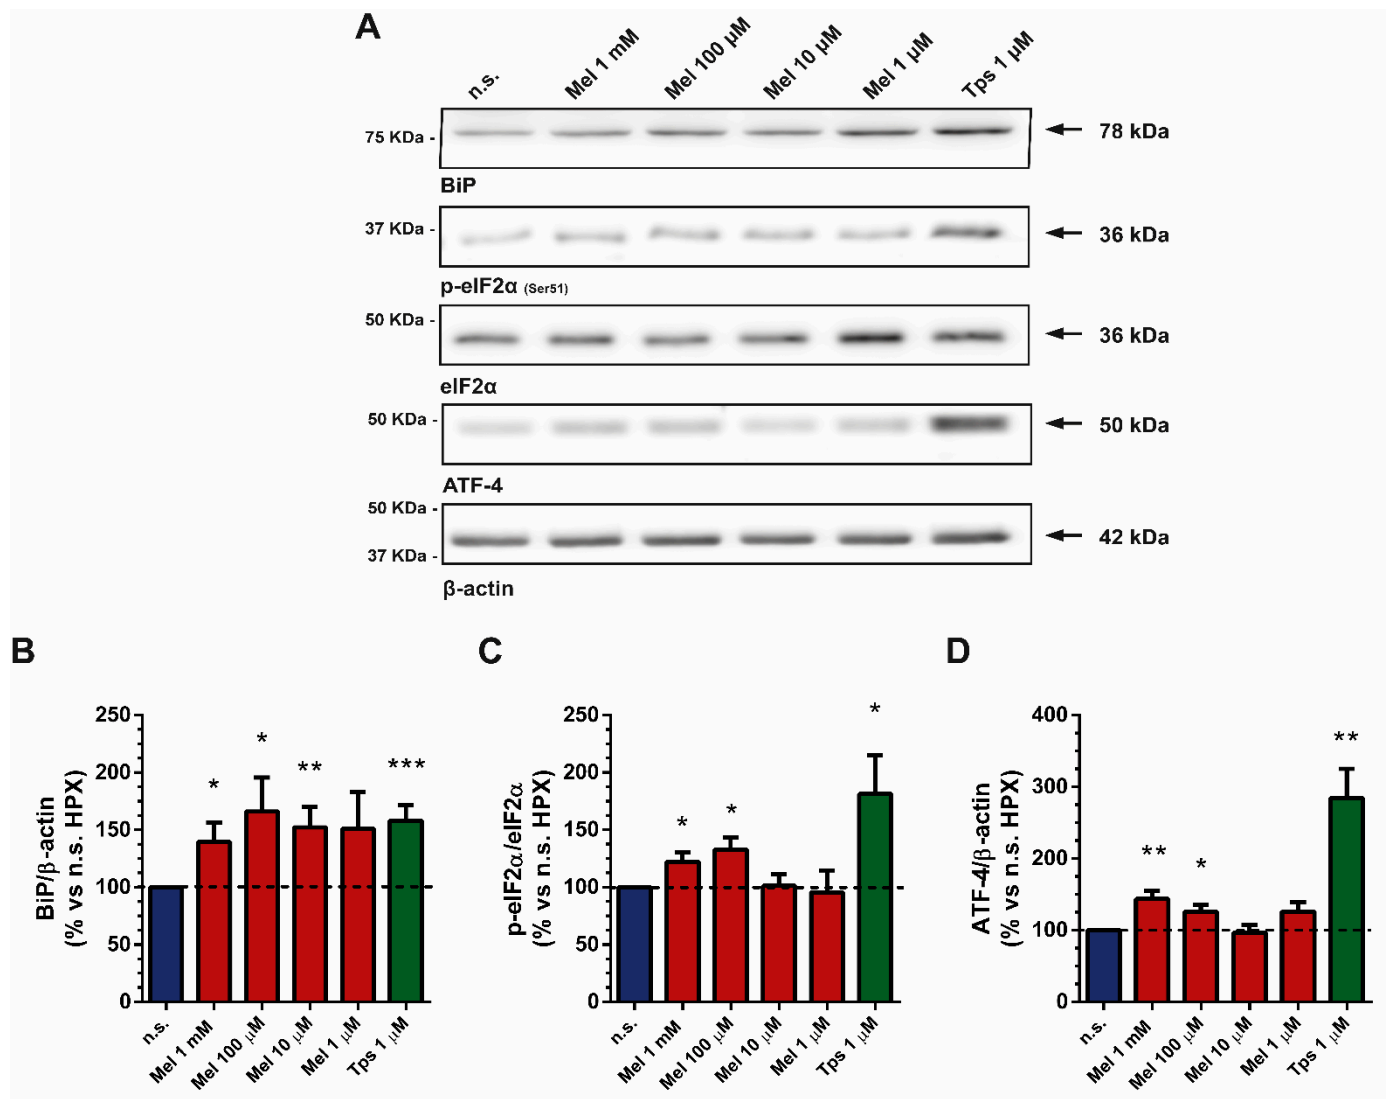 A
n.s. Mel 1 mM Mel 100 µM Mel 10 µM Mel 1 µM Tps 1 µM
75 KDa - 78 kDa
BiP
37 KDa - 36 kDa
p-eIF2α (Ser51)
50 KDa - 36 kDa
eIF2α
50 KDa - 50 kDa
ATF-4
50 KDa -
42 kDa
37 KDa -
β-actin
B
BiP/β-actin
(% vs n.s. HPX)
250
200
150
100
50
0
* * ** ***
n.s. Mel 1 mM Mel 100 µM Mel 10 µM Mel 1 µM Tps 1 µM
C
p-eIF2α/eIF2α
(% vs n.s. HPX)
250
200
150
100
50
0
* * *
n.s. Mel 1 mM Mel 100 µM Mel 10 µM Mel 1 µM Tps 1 µM
D
ATF-4/β-actin
(% vs n.s. HPX)
400
300
200
100
0
** * **
n.s. Mel 1 mM Mel 100 µM Mel 10 µM Mel 1 µM Tps 1 µM